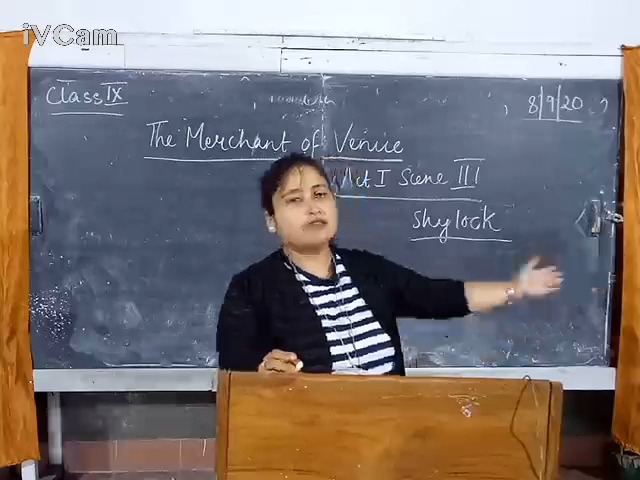 iVCam
Class IX
8/9/20
The Merchant of Venice
Act I Scene III
Shylock